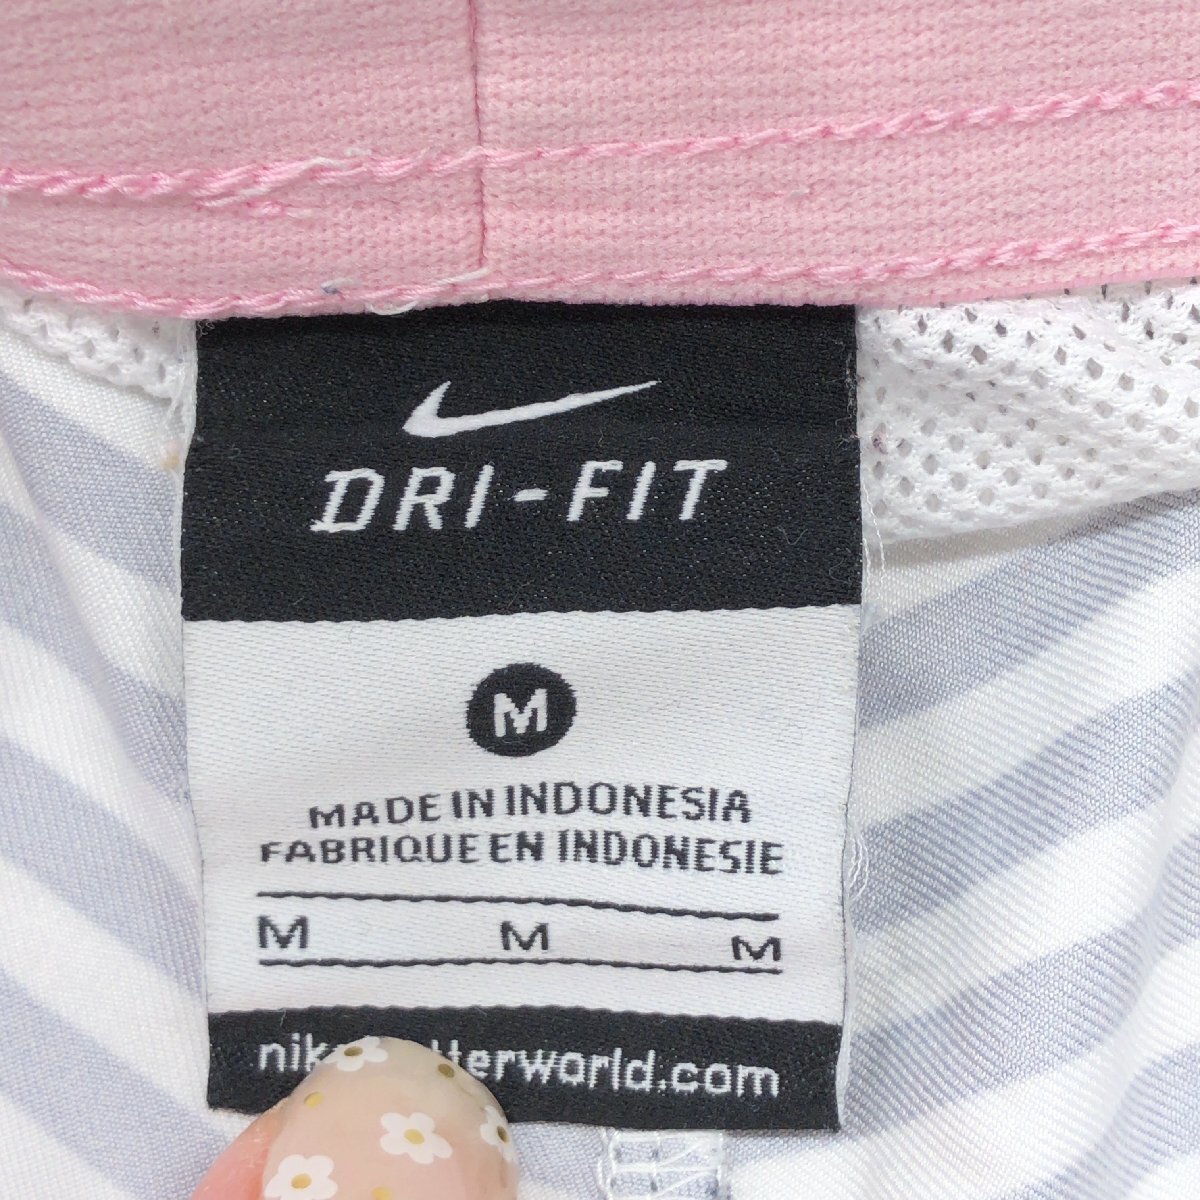 DRI-FIT
M
MADE IN INDONESIA
FABRIQUE EN INDONESIE
M M M